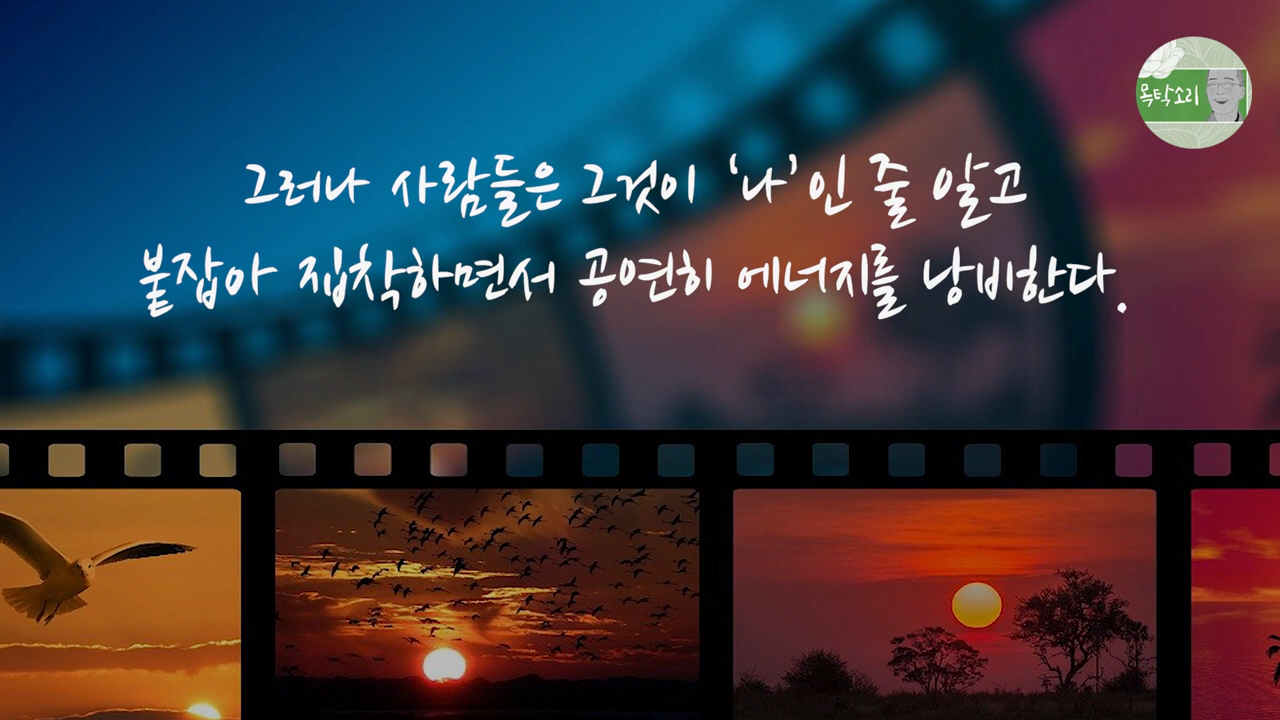 목탁소리
그러나 사람들은 그것이 ‘나’인 줄 알고
붙잡아 집착하면서 공연히 에너지를 낭비한다.